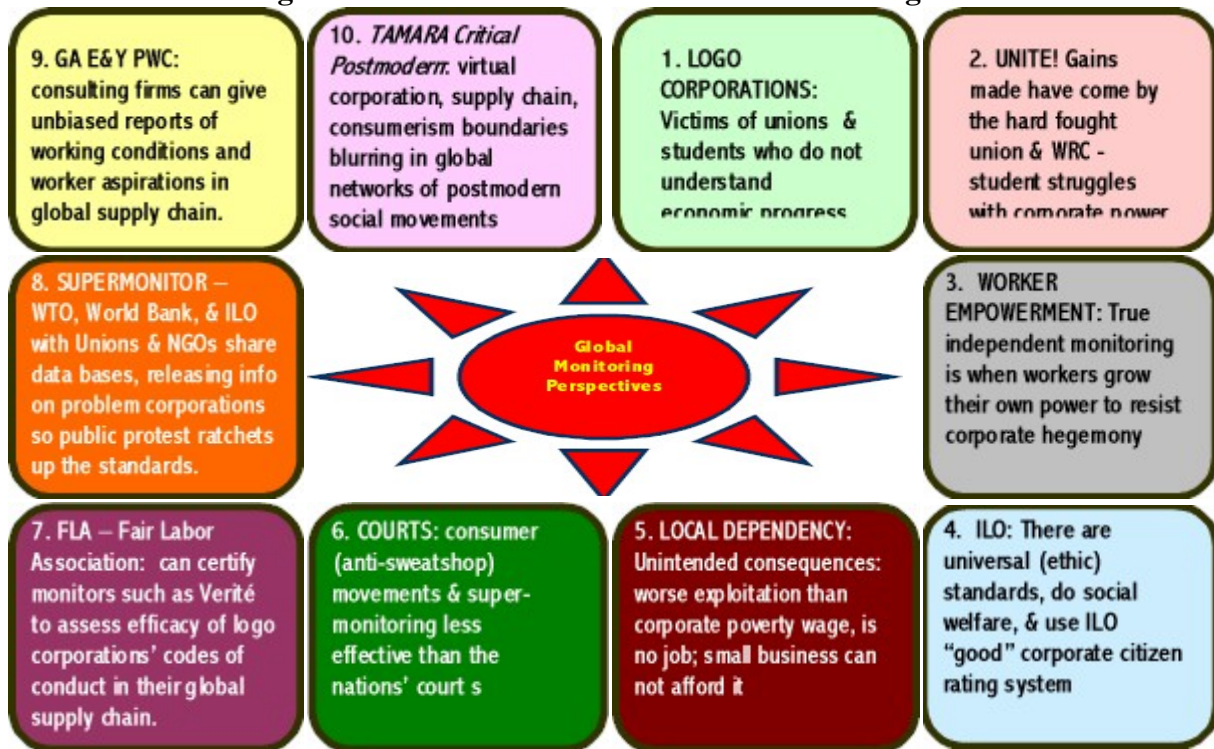 9. GA E&Y PWC:
consulting firms can give
unbiased reports of
working conditions and
worker aspirations in
global supply chain.
10. TAMARA Critical
Postmodern: virtual
corporation, supply chain,
consumerism boundaries
blurring in global
networks of postmodern
social movements
1. LOGO
CORPORATIONS:
Victims of unions &
students who do not
understand
economic progress
2. UNITE! Gains
made have come by
the hard fought
union & WRC -
student struggles
with corporate power
8. SUPERMONITOR –
WTO, World Bank, & ILO
with Unions & NGOs share
data bases, releasing info
on problem corporations
so public protest ratchets
up the standards.
Global
Monitoring
Perspectives
3. WORKER
EMPOWERMENT: True
independent monitoring
is when workers grow
their own power to resist
corporate hegemony
7. FLA – Fair Labor
Association: can certify
monitors such as Verité
to assess efficacy of logo
corporations' codes of
conduct in their global
supply chain.
6. COURTS: consumer
(anti-sweatshop)
movements & super-
monitoring less
effective than the
nations' court s
5. LOCAL DEPENDENCY:
Unintended consequences:
worse exploitation than
corporate poverty wage, is
no job; small business can
not afford it
4. ILO: There are
universal (ethic)
standards, do social
welfare, & use ILO
"good" corporate citizen
rating system